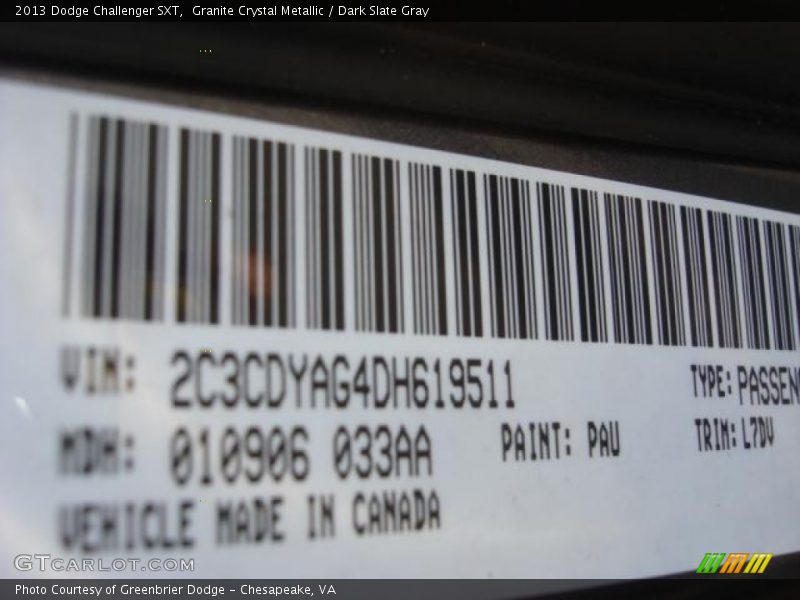 2013 Dodge Challenger SXT, Granite Crystal Metallic / Dark Slate Gray
VIN: 2C3CDYAG4DH619511 TYPE: PASSEN
MDH: 010906 033AA PAINT: PAU TRIM: L7DV
VEHICLE MADE IN CANADA
GTCARLOT.COM
Photo Courtesy of Greenbrier Dodge - Chesapeake, VA